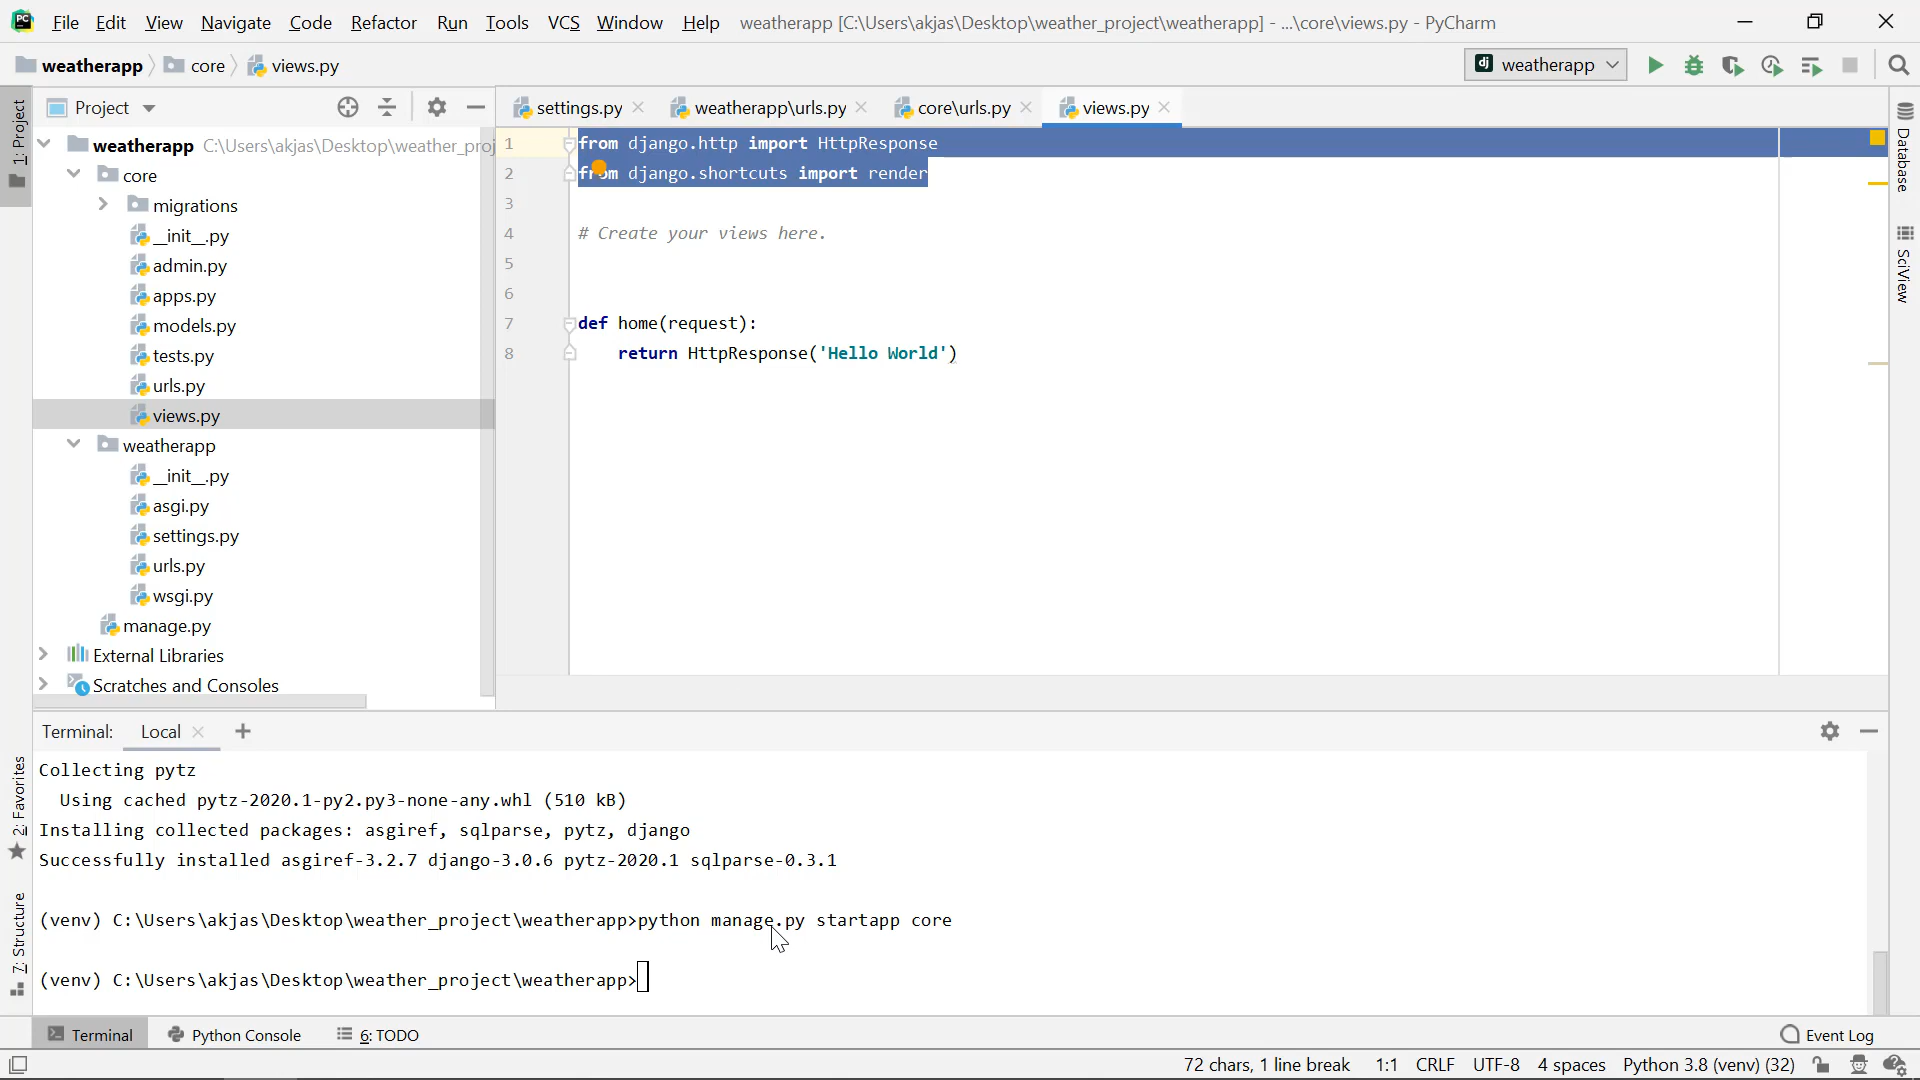 File Edit View Navigate Code Refactor Run Tools VCS Window Help weatherapp [C:\Users\akjas\Desktop\weather_project\weatherapp] - ...\core\views.py - PyCharm
weatherapp core views.py
dj weatherapp
1: Project
Project
settings.py weatherapp\urls.py core\urls.py views.py
Database
SciView
weatherapp C:\Users\akjas\Desktop\weather_proj
core
migrations
__init__.py
admin.py
apps.py
models.py
tests.py
urls.py
views.py
weatherapp
__init__.py
asgi.py
settings.py
urls.py
wsgi.py
manage.py
External Libraries
Scratches and Consoles
1 from django.http import HttpResponse
2 from django.shortcuts import render
3
4 # Create your views here.
5
6
7 def home(request):
8 return HttpResponse('Hello World')
Terminal: Local
2: Favorites
7: Structure
Collecting pytz
Using cached pytz-2020.1-py2.py3-none-any.whl (510 kB)
Installing collected packages: asgiref, sqlparse, pytz, django
Successfully installed asgiref-3.2.7 django-3.0.6 pytz-2020.1 sqlparse-0.3.1
(venv) C:\Users\akjas\Desktop\weather_project\weatherapp>python manage.py startapp core
(venv) C:\Users\akjas\Desktop\weather_project\weatherapp>
Terminal Python Console 6: TODO Event Log
72 chars, 1 line break 1:1 CRLF UTF-8 4 spaces Python 3.8 (venv) (32)